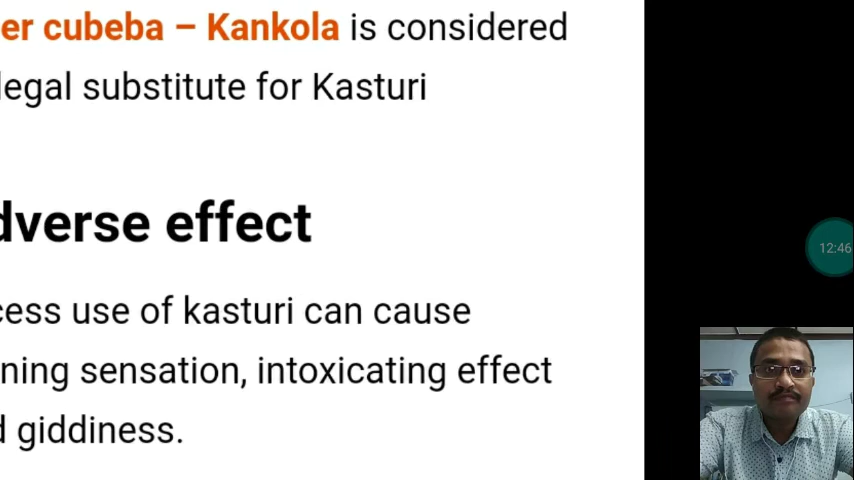 er cubeba – Kankola is considered
legal substitute for Kasturi
dverse effect
cess use of kasturi can cause
ning sensation, intoxicating effect
d giddiness.
12:46